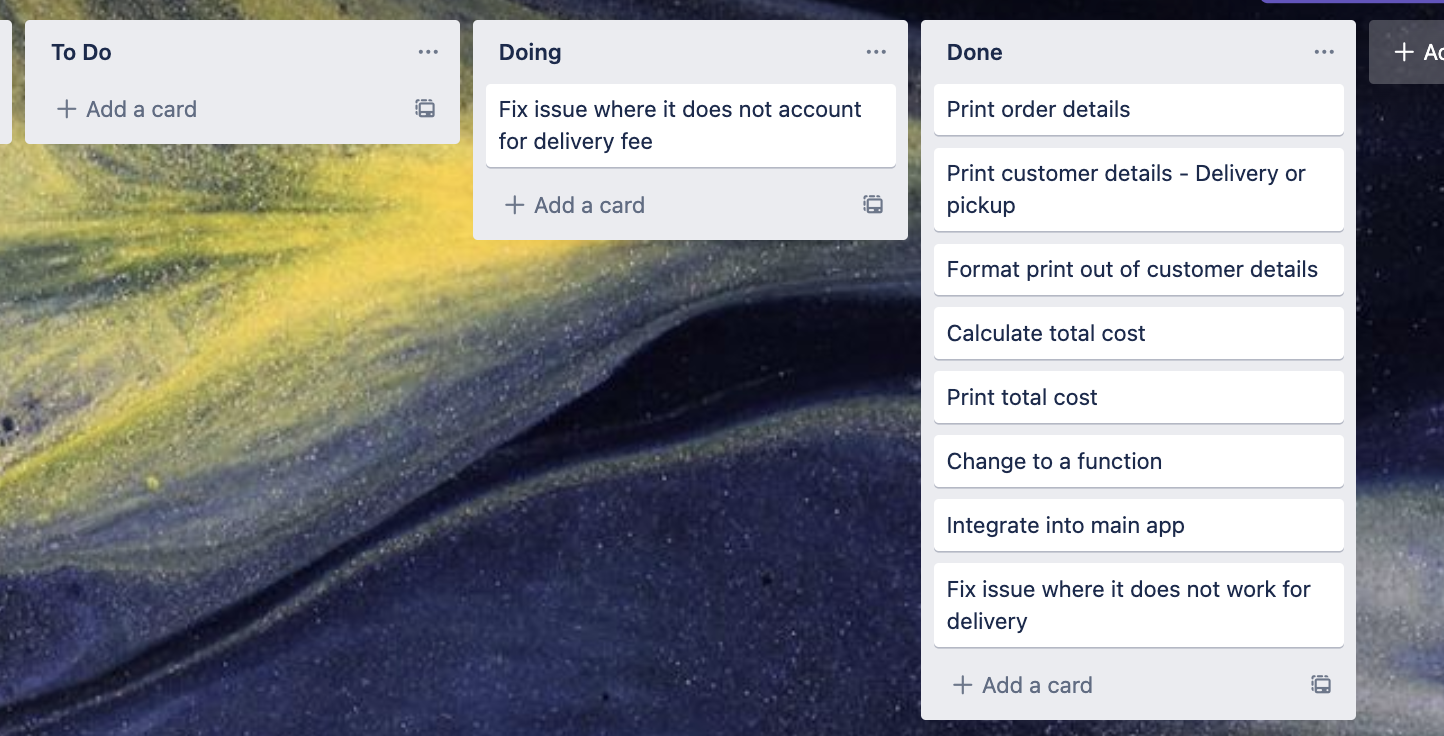 To Do
Add a card
Doing
Fix issue where it does not account
for delivery fee
Add a card
Done
Print order details
Print customer details - Delivery or
pickup
Format print out of customer details
Calculate total cost
Print total cost
Change to a function
Integrate into main app
Fix issue where it does not work for
delivery
Add a card